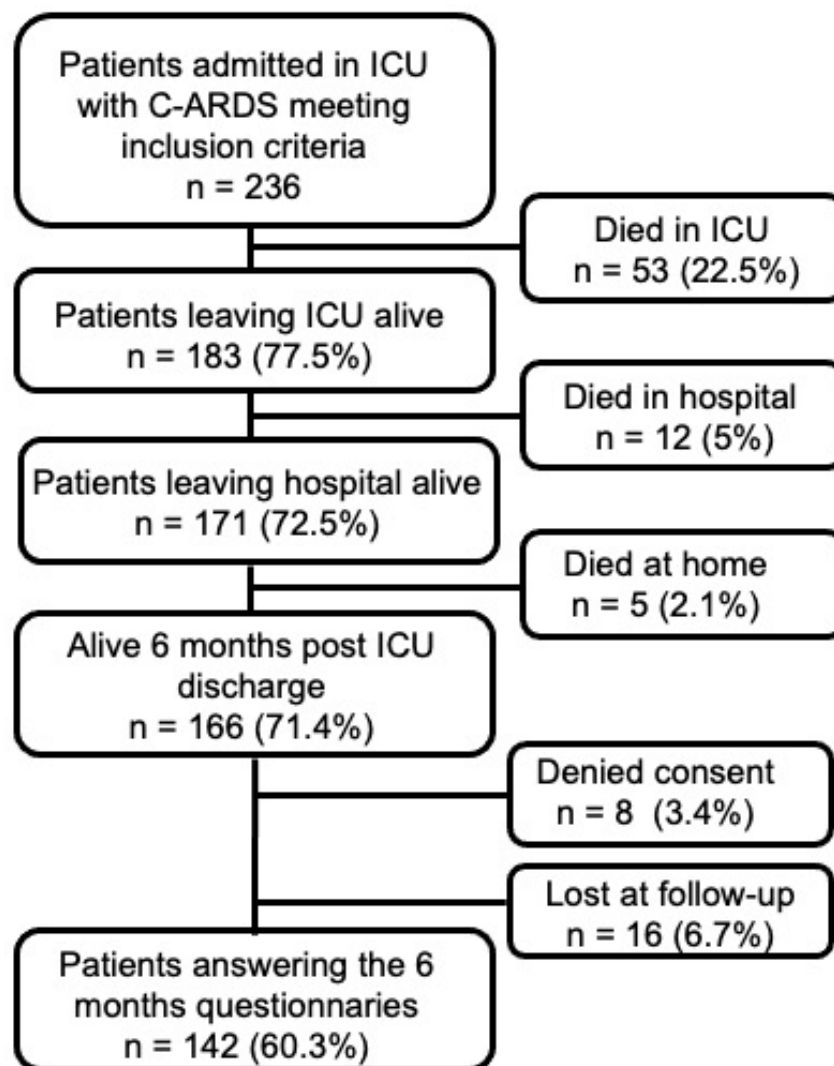 Patients admitted in ICU
with C-ARDS meeting
inclusion criteria
n = 236
Died in ICU
n = 53 (22.5%)
Patients leaving ICU alive
n = 183 (77.5%)
Died in hospital
n = 12 (5%)
Patients leaving hospital alive
n = 171 (72.5%)
Died at home
n = 5 (2.1%)
Alive 6 months post ICU
discharge
n = 166 (71.4%)
Denied consent
n = 8 (3.4%)
Lost at follow-up
n = 16 (6.7%)
Patients answering the 6
months questionnaries
n = 142 (60.3%)